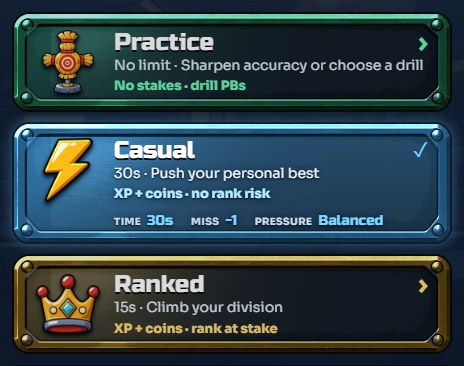 Practice
No limit · Sharpen accuracy or choose a drill
No stakes · drill PBs
Casual
30s · Push your personal best
XP + coins · no rank risk
TIME 30s MISS -1 PRESSURE Balanced
Ranked
15s · Climb your division
XP + coins · rank at stake